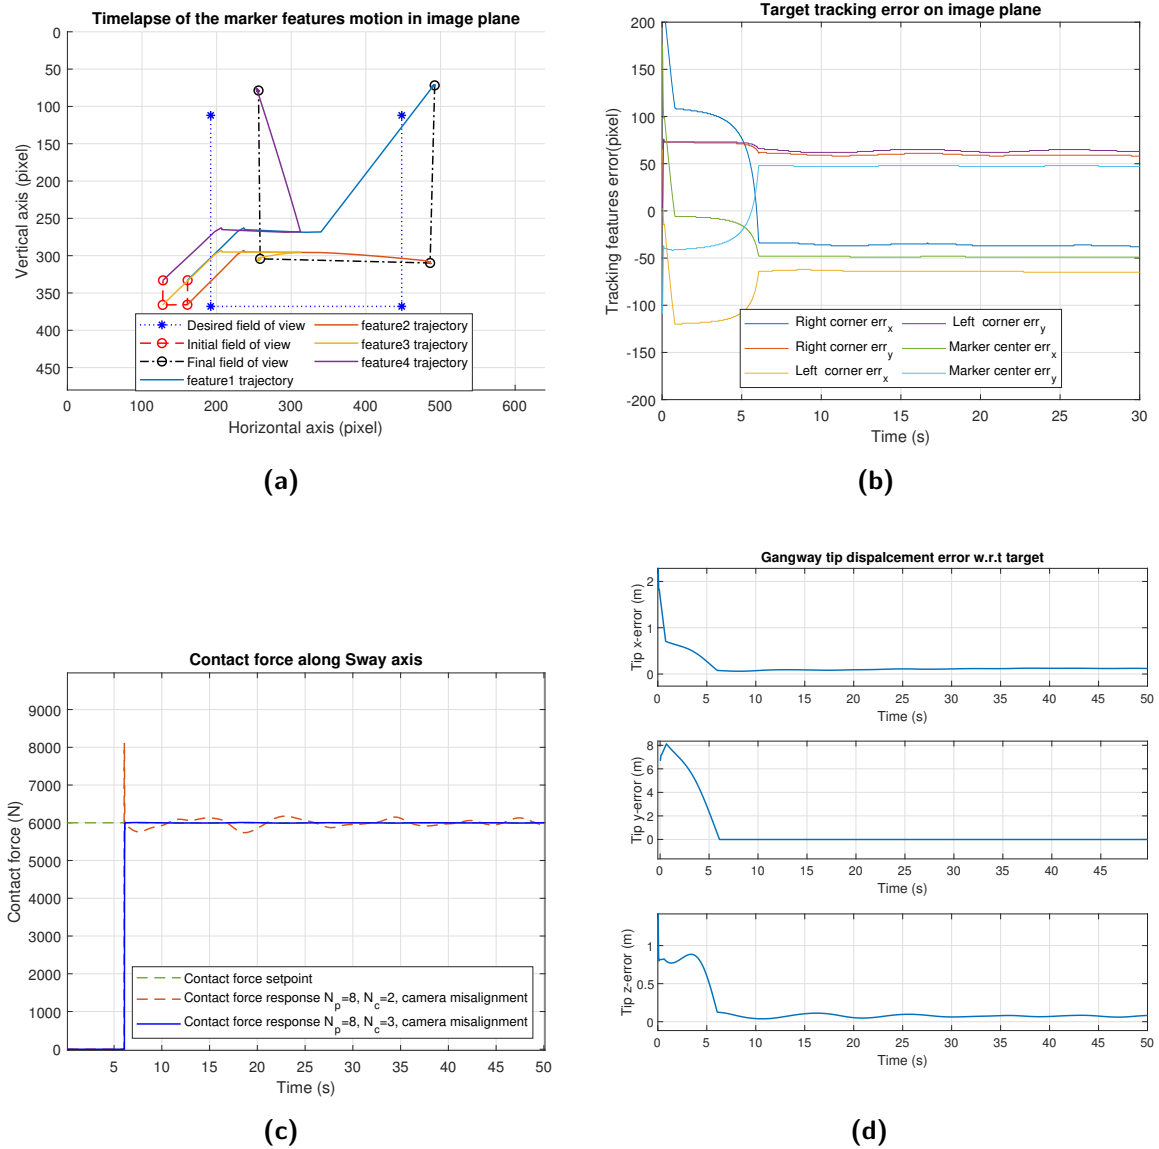 Timelapse of the marker features motion in image plane
0
50
100
150
200
250
300
350
400
450
Vertical axis (pixel)
Desired field of view
Initial field of view
Final field of view
feature1 trajectory
feature2 trajectory
feature3 trajectory
feature4 trajectory
0 100 200 300 400 500 600
Horizontal axis (pixel)
(a)
Target tracking error on image plane
200
150
100
50
0
-50
-100
-150
-200
Tracking features error(pixel)
Right corner err_x
Right corner err_y
Left corner err_x
Left corner err_y
Marker center err_x
Marker center err_y
0 5 10 15 20 25 30
Time (s)
(b)
Contact force along Sway axis
9000
8000
7000
6000
5000
4000
3000
2000
1000
0
Contact force (N)
Contact force setpoint
Contact force response N_p=8, N_c=2, camera misalignment
Contact force response N_p=8, N_c=3, camera misalignment
5 10 15 20 25 30 35 40 45 50
Time (s)
(c)
Gangway tip dispalcement error w.r.t target
2
1
0
Tip x-error (m)
0 5 10 15 20 25 30 35 40 45 50
Time (s)
8
6
4
2
0
Tip y-error (m)
0 5 10 15 20 25 30 35 40 45
Time (s)
1
0.5
0
Tip z-error (m)
0 5 10 15 20 25 30 35 40 45 50
Time (s)
(d)